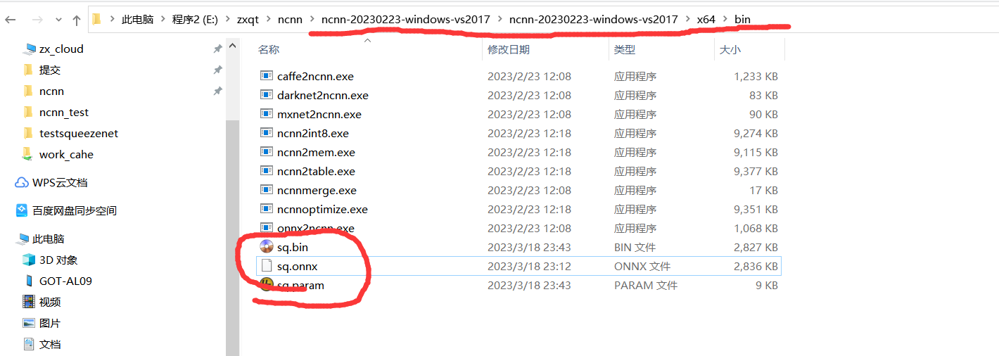 此电脑 程序2 (E:) zxqt ncnn ncnn-20230223-windows-vs2017 ncnn-20230223-windows-vs2017 x64 bin
zx_cloud
提交
ncnn
ncnn_test
testsqueezenet
work_cahe
WPS云文档
百度网盘同步空间
此电脑
3D 对象
GOT-AL09
视频
图片
文档
名称 修改日期 类型 大小
caffe2ncnn.exe 2023/2/23 12:08 应用程序 1,233 KB
darknet2ncnn.exe 2023/2/23 12:08 应用程序 83 KB
mxnet2ncnn.exe 2023/2/23 12:08 应用程序 90 KB
ncnn2int8.exe 2023/2/23 12:18 应用程序 9,274 KB
ncnn2mem.exe 2023/2/23 12:18 应用程序 9,115 KB
ncnn2table.exe 2023/2/23 12:18 应用程序 9,377 KB
ncnnmerge.exe 2023/2/23 12:08 应用程序 17 KB
ncnnoptimize.exe 2023/2/23 12:18 应用程序 9,351 KB
onnx2ncnn.exe 2023/2/23 12:08 应用程序 1,068 KB
sq.bin 2023/3/18 23:43 BIN 文件 2,827 KB
sq.onnx 2023/3/18 23:12 ONNX 文件 2,836 KB
sq.param 2023/3/18 23:43 PARAM 文件 9 KB